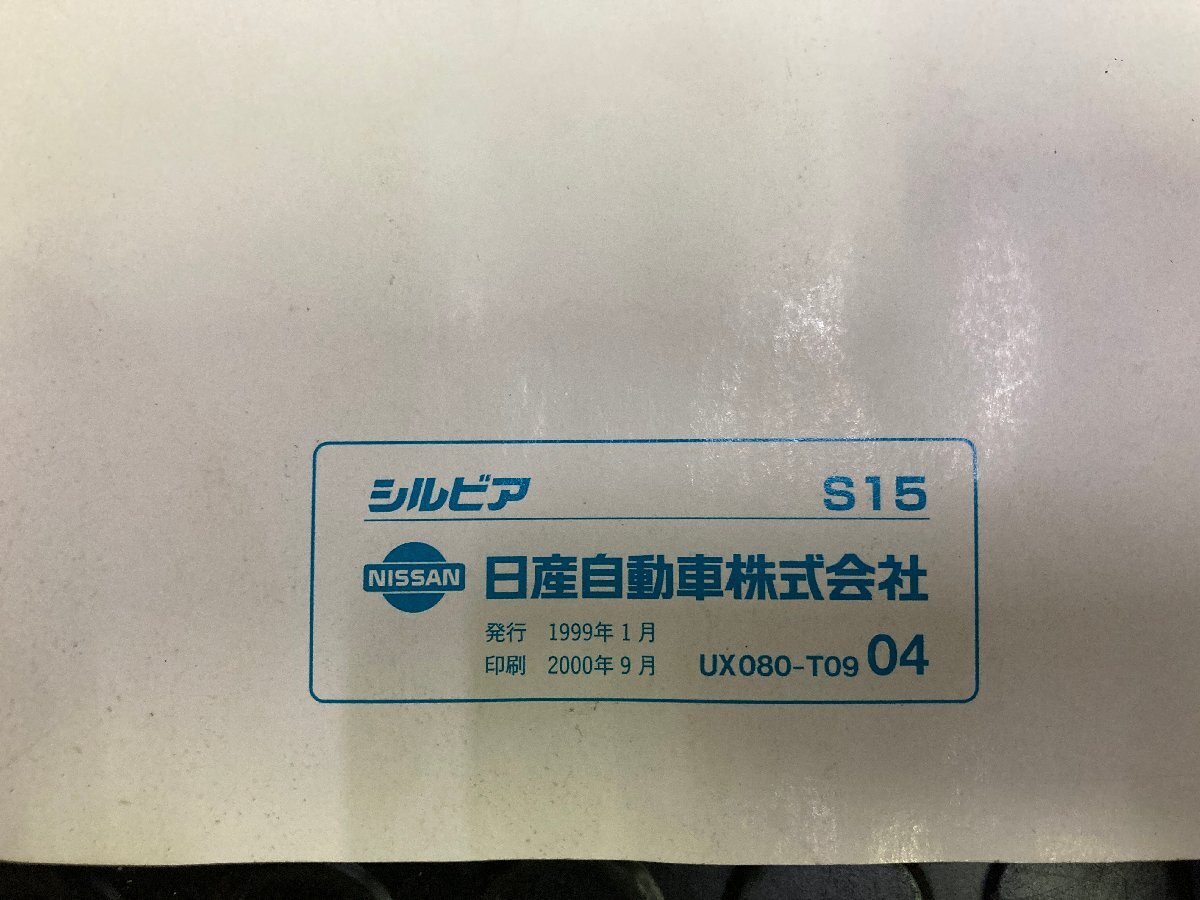 シルビア S15
NISSAN 日産自動車株式会社
発行 1999年1月
印刷 2000年9月 UX080-T09 04